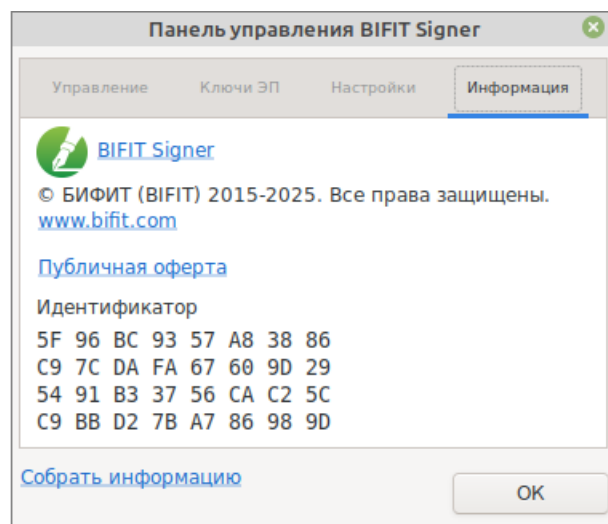 Панель управления BIFIT Signer
Управление Ключи ЭП Настройки Информация
BIFIT Signer
© БИФИТ (BIFIT) 2015-2025. Все права защищены.
www.bifit.com
Публичная оферта
Идентификатор
5F 96 BC 93 57 A8 38 86
C9 7C DA FA 67 60 9D 29
54 91 B3 37 56 CA C2 5C
C9 BB D2 7B A7 86 98 9D
Собрать информацию
ОК